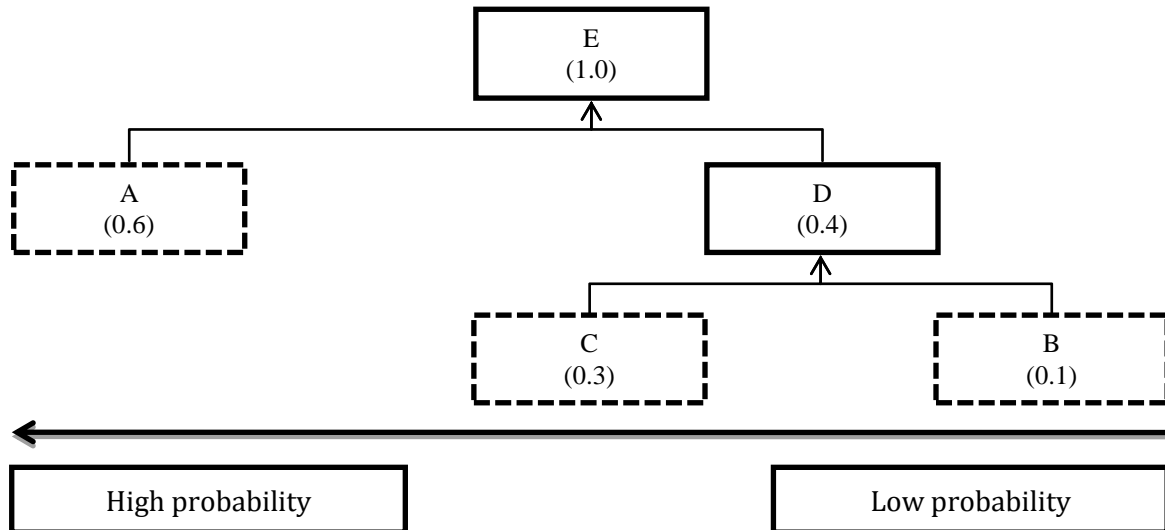 E
(1.0)
A
(0.6)
D
(0.4)
C
(0.3)
B
(0.1)
High probability
Low probability